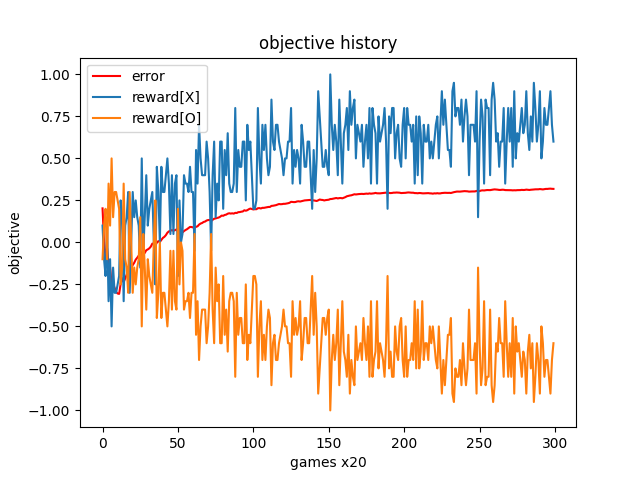 objective history
error
reward[X]
reward[O]
1.00
0.75
0.50
0.25
0.00
−0.25
−0.50
−0.75
−1.00
objective
0 50 100 150 200 250 300
games x20